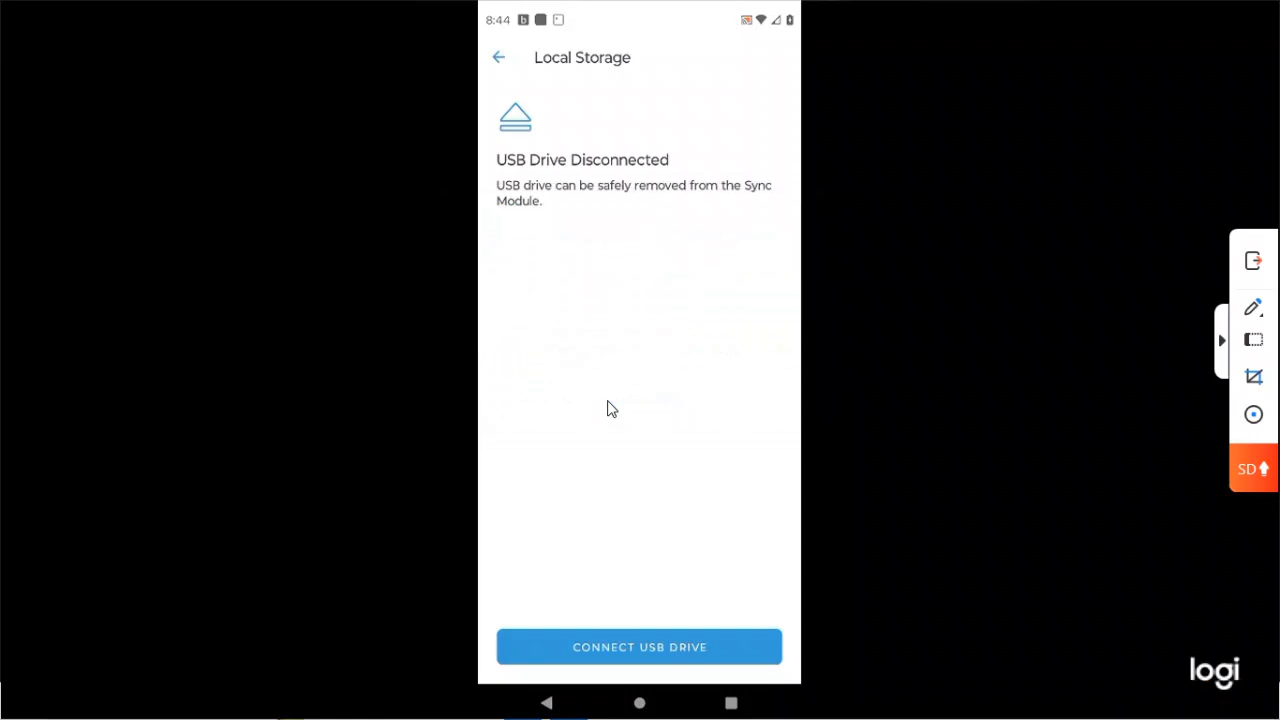 8:44
Local Storage
USB Drive Disconnected
USB drive can be safely removed from the Sync
Module.
SD
CONNECT USB DRIVE
logi